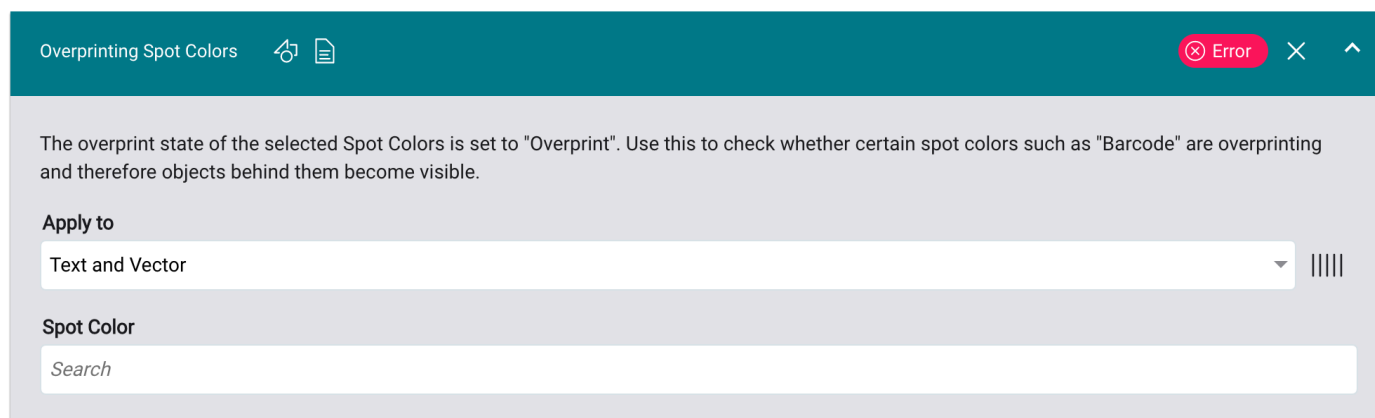 Overprinting Spot Colors
Error
The overprint state of the selected Spot Colors is set to "Overprint". Use this to check whether certain spot colors such as "Barcode" are overprinting
and therefore objects behind them become visible.
Apply to
Text and Vector
Spot Color
Search